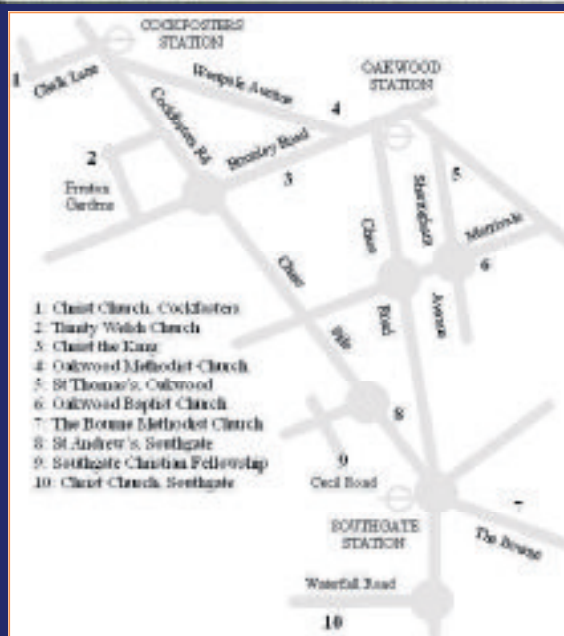 COCKFOSTERS
STATION
1
Chalk Lane
Westpole Avenue
OAKWOOD
STATION
4
Cockfosters Rd
Bramley Road
2
3
5
Freston
Gardens
Sheringham
Merrivale
Chase
Chase
6
Road
Avenue
Side
1: Christ Church, Cockfosters
2: Trinity Welsh Church
3: Christ the King
4: Oakwood Methodist Church
5: St Thomas's, Oakwood
6: Oakwood Baptist Church
7: The Bourne Methodist Church
8: St Andrew's, Southgate
9: Southgate Christian Fellowship
10: Christ Church, Southgate
8
9
Cecil Road
7
SOUTHGATE
STATION
The Bourne
Waterfall Road
10